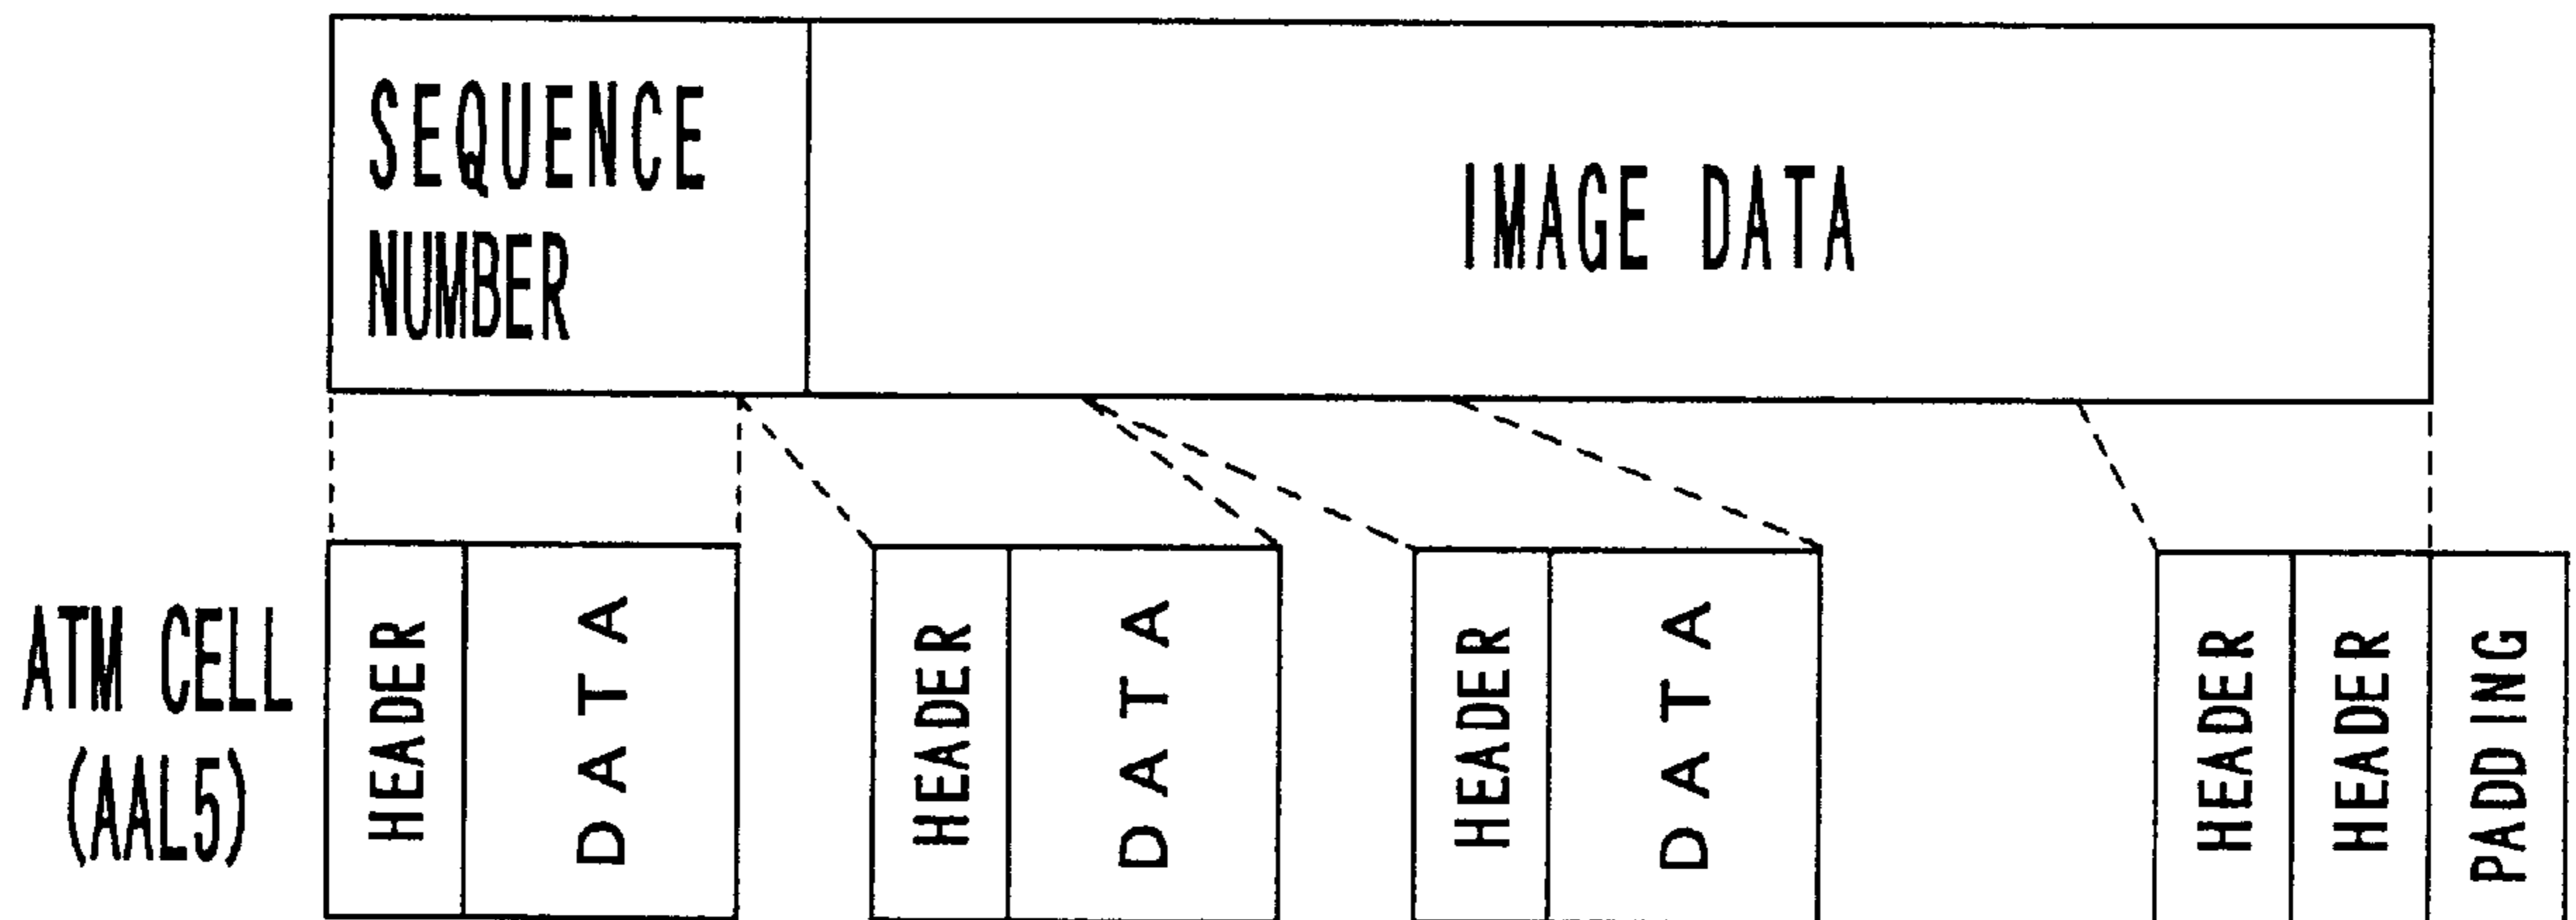 SEQUENCE
NUMBER
IMAGE DATA
ATM CELL
(AAL5)
HEADER
DATA
HEADER
DATA
HEADER
DATA
HEADER
HEADER
PADDING